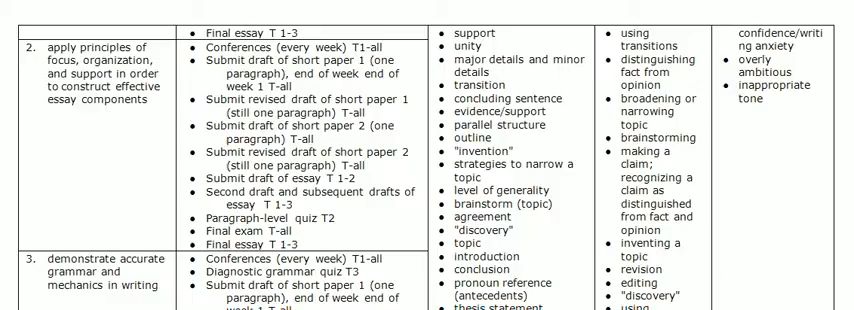 • Final essay T 1-3
2. apply principles of
focus, organization,
and support in order
to construct effective
essay components
• Conferences (every week) T1-all
• Submit draft of short paper 1 (one
paragraph), end of week end of
week 1 T-all
• Submit revised draft of short paper 1
(still one paragraph) T-all
• Submit draft of short paper 2 (one
paragraph) T-all
• Submit revised draft of short paper 2
(still one paragraph) T-all
• Submit draft of essay T 1-2
• Second draft and subsequent drafts of
essay T 1-3
• Paragraph-level quiz T2
• Final exam T-all
• Final essay T 1-3
3. demonstrate accurate
grammar and
mechanics in writing
• Conferences (every week) T1-all
• Diagnostic grammar quiz T3
• Submit draft of short paper 1 (one
paragraph), end of week end of
week 1 T-all
• support
• unity
• major details and minor
details
• transition
• concluding sentence
• evidence/support
• parallel structure
• outline
• "invention"
• strategies to narrow a
topic
• level of generality
• brainstorm (topic)
• agreement
• "discovery"
• topic
• introduction
• conclusion
• pronoun reference
(antecedents)
• thesis statement
• using
transitions
• distinguishing
fact from
opinion
• broadening or
narrowing
topic
• brainstorming
• making a
claim;
recognizing a
claim as
distinguished
from fact and
opinion
• inventing a
topic
• revision
• editing
• "discovery"
• using
confidence/writi
ng anxiety
• overly
ambitious
• inappropriate
tone